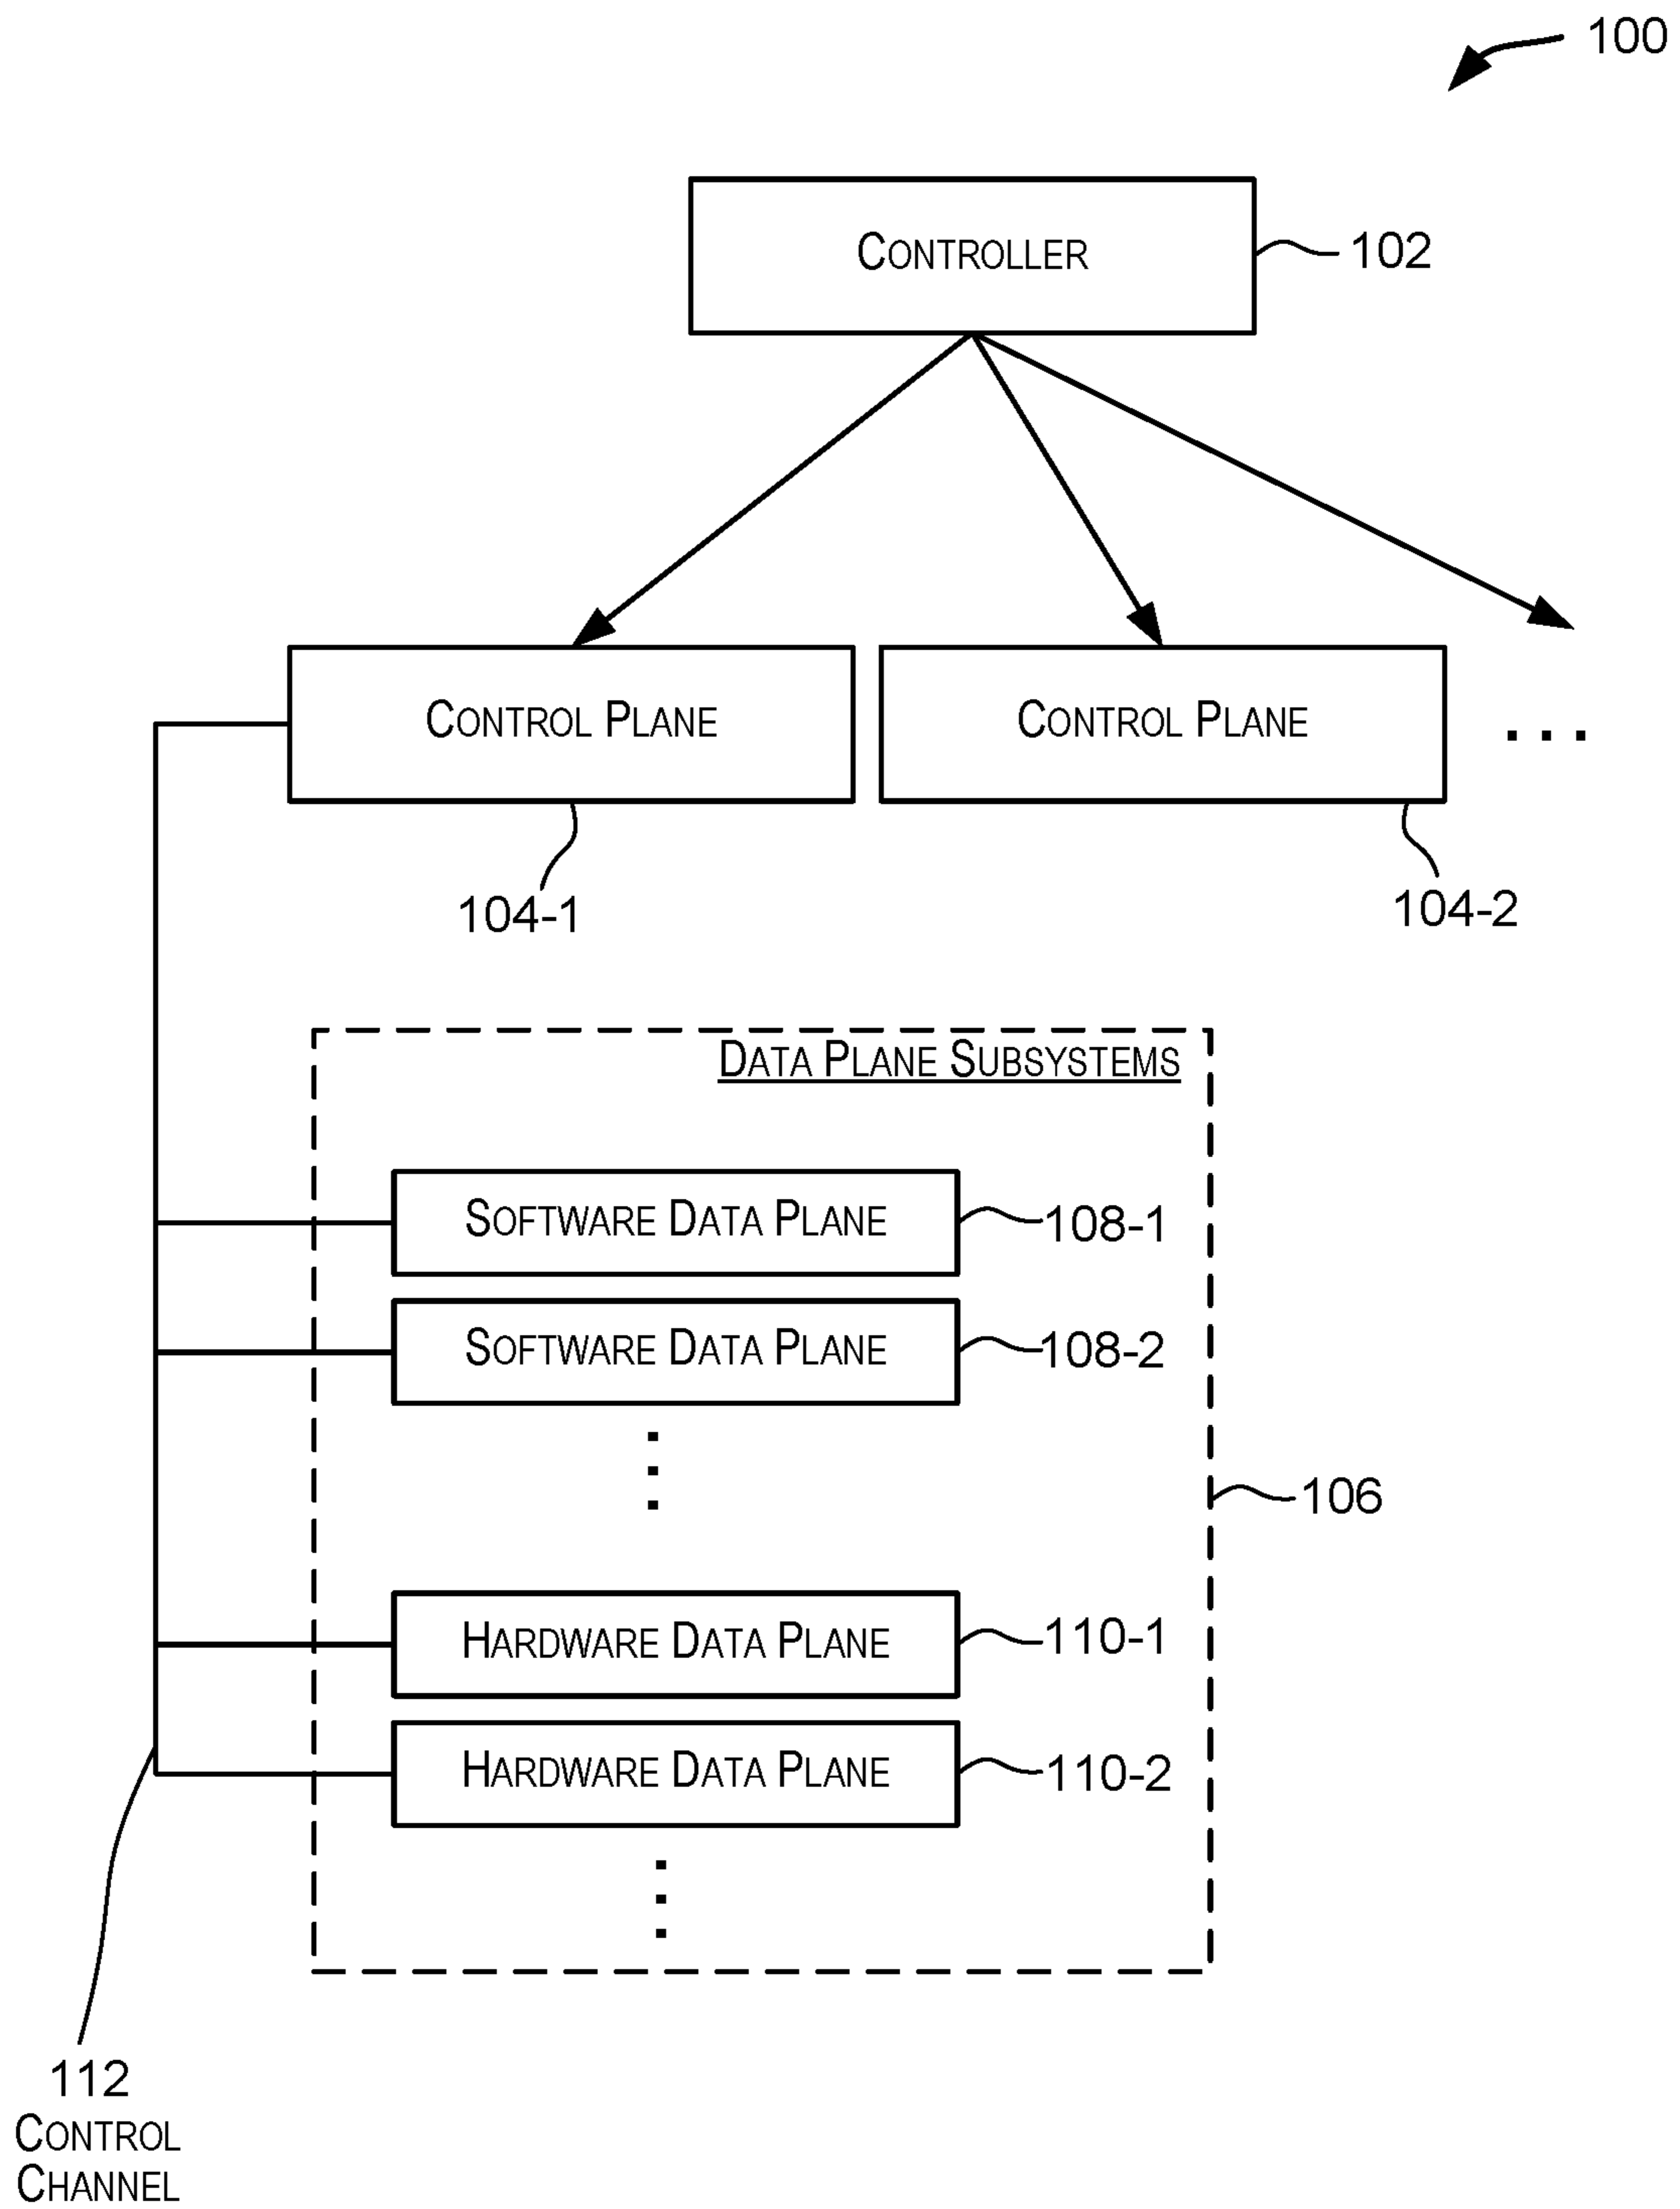 100
CONTROLLER
102
CONTROL PLANE
CONTROL PLANE
...
104-1
104-2
DATA PLANE SUBSYSTEMS
SOFTWARE DATA PLANE
108-1
SOFTWARE DATA PLANE
108-2
106
HARDWARE DATA PLANE
110-1
HARDWARE DATA PLANE
110-2
112
CONTROL
CHANNEL